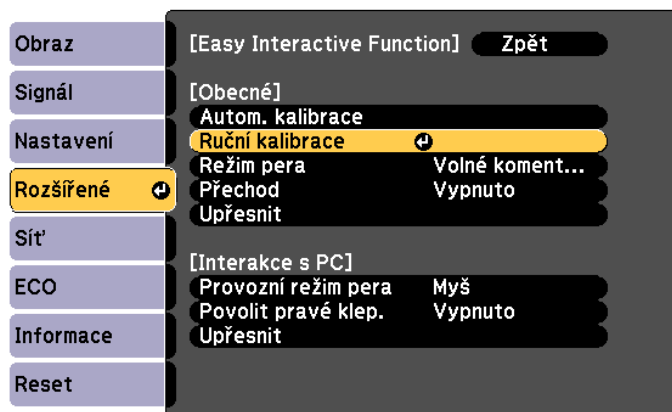 Obraz
Signál
Nastavení
Rozšířené
Síť
ECO
Informace
Reset
[Easy Interactive Function] Zpět
[Obecné]
Autom. kalibrace
Ruční kalibrace
Režim pera Volné koment...
Přechod Vypnuto
Upřesnit
[Interakce s PC]
Provozní režim pera Myš
Povolit pravé klep. Vypnuto
Upřesnit